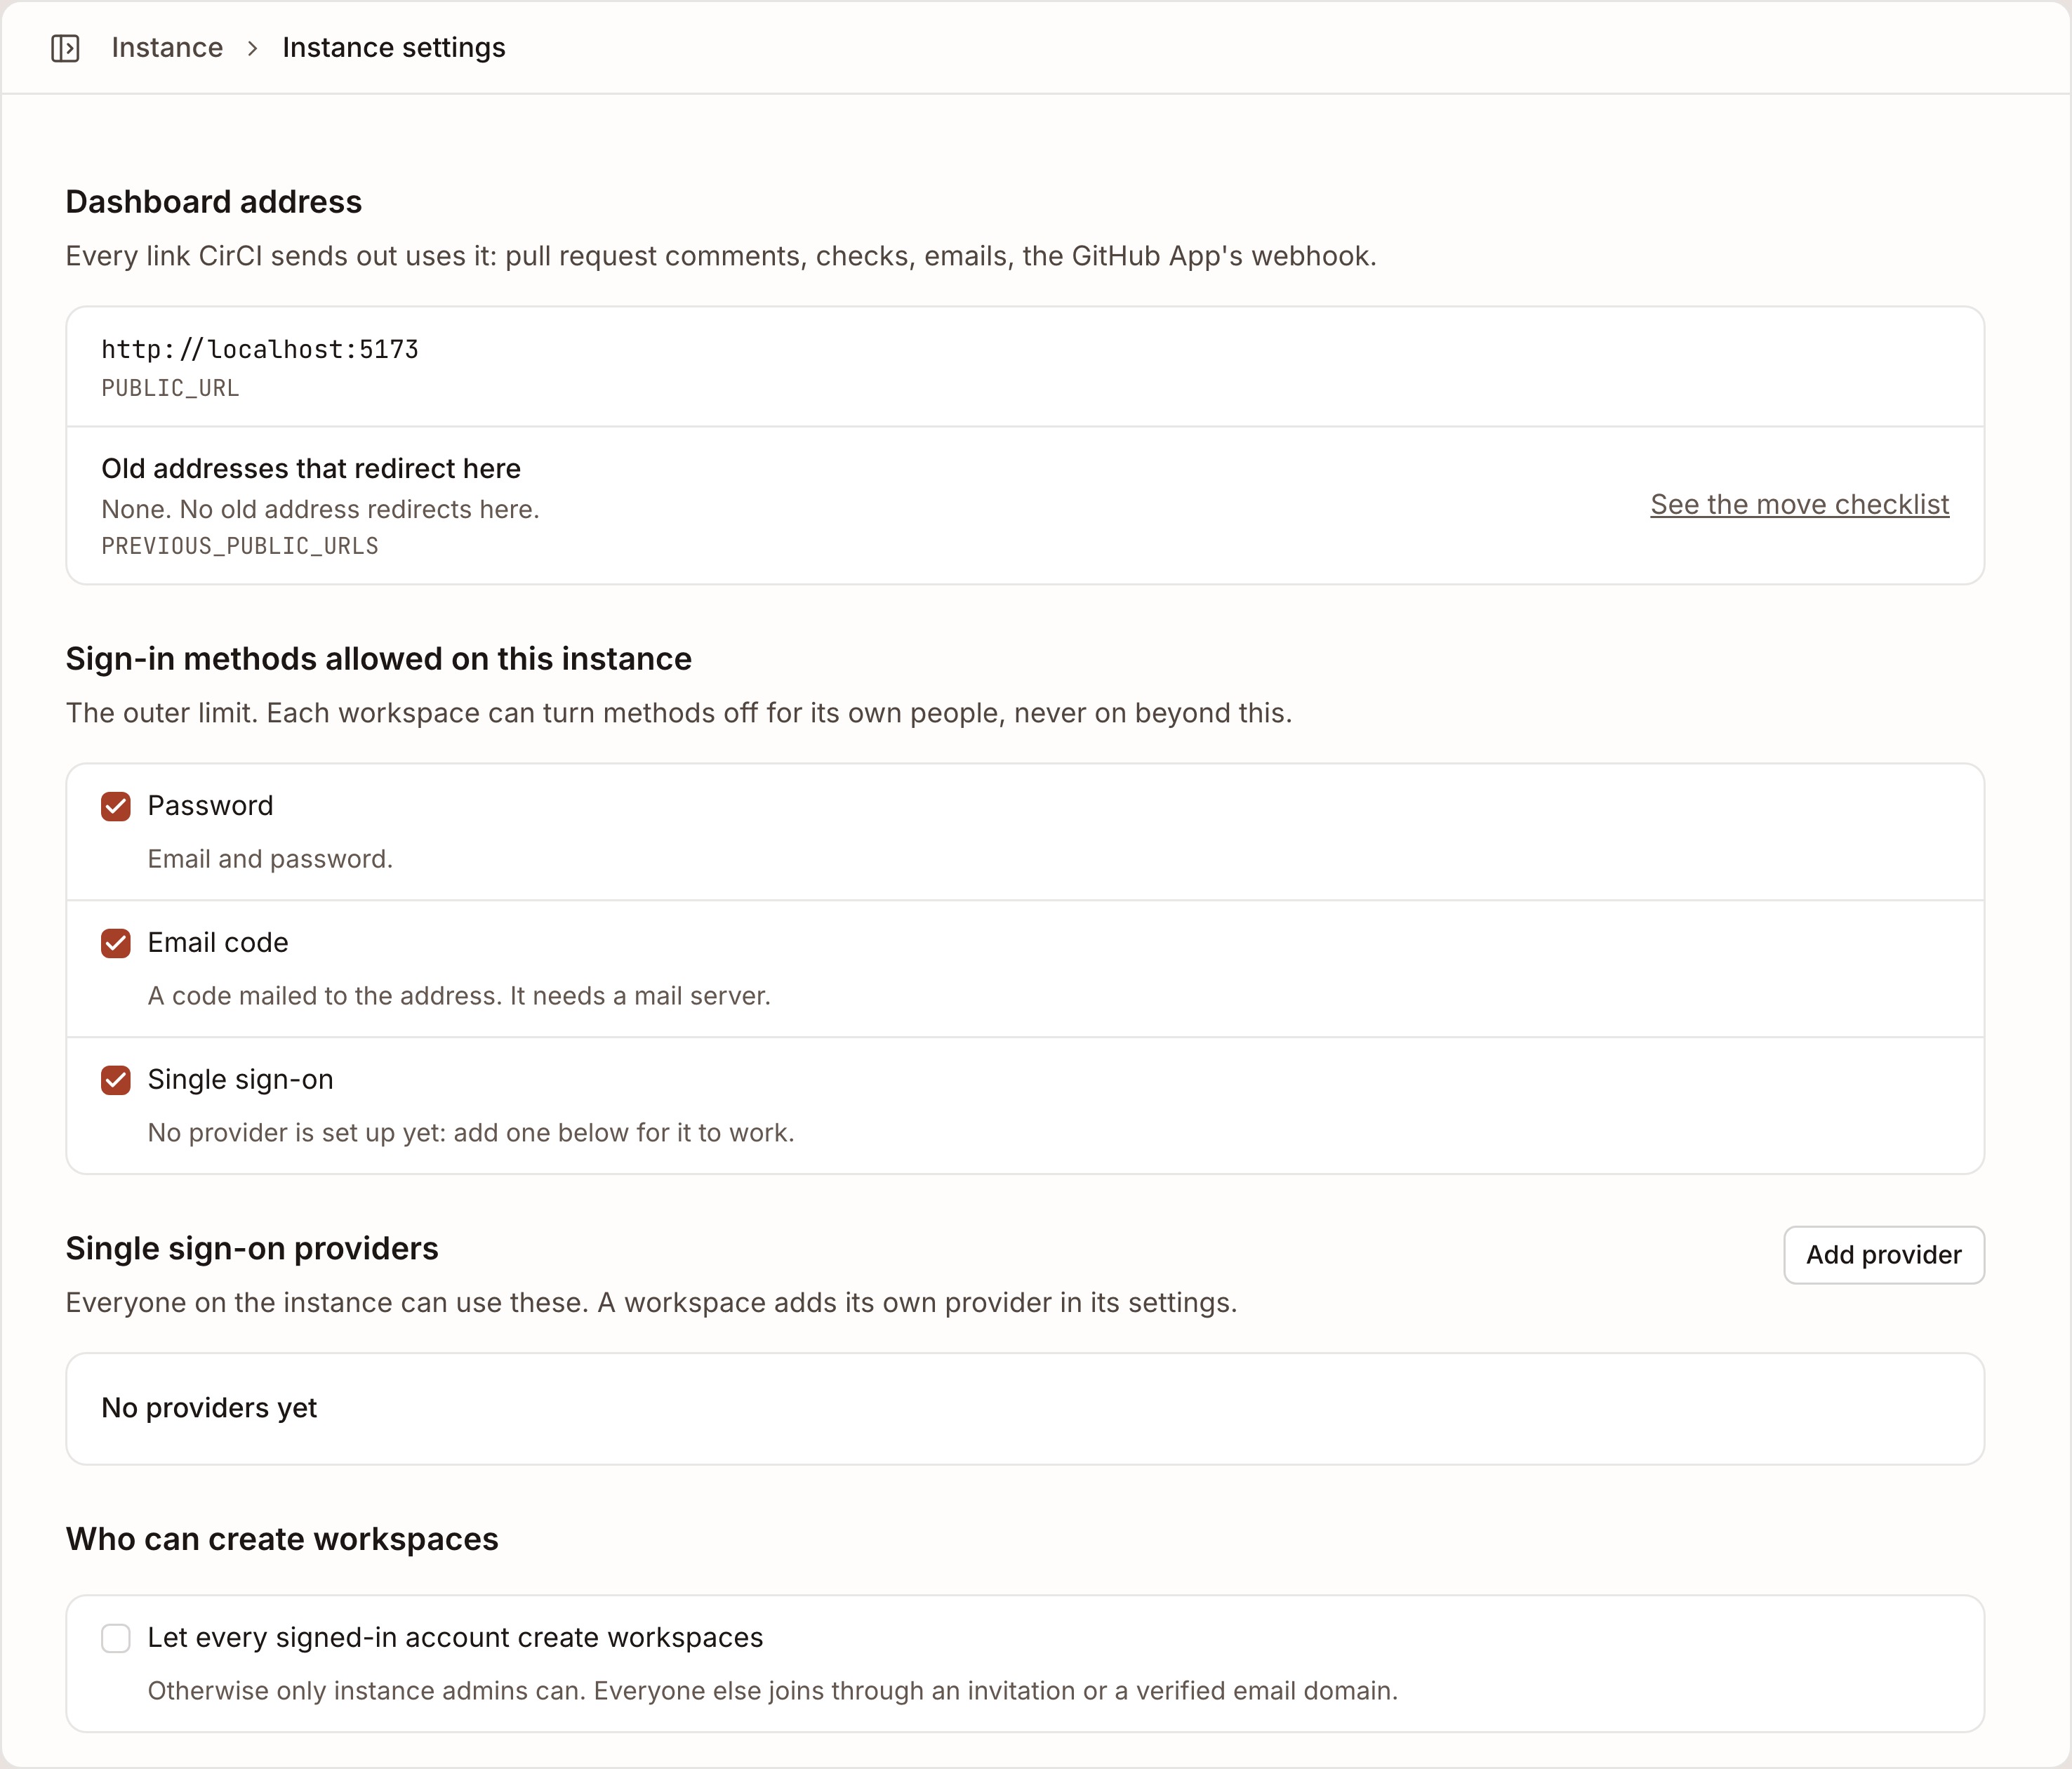 Instance > Instance settings
Dashboard address
Every link CirCI sends out uses it: pull request comments, checks, emails, the GitHub App's webhook.
http://localhost:5173
PUBLIC_URL
Old addresses that redirect here
None. No old address redirects here.
PREVIOUS_PUBLIC_URLS
See the move checklist
Sign-in methods allowed on this instance
The outer limit. Each workspace can turn methods off for its own people, never on beyond this.
Password
Email and password.
Email code
A code mailed to the address. It needs a mail server.
Single sign-on
No provider is set up yet: add one below for it to work.
Single sign-on providers
Add provider
Everyone on the instance can use these. A workspace adds its own provider in its settings.
No providers yet
Who can create workspaces
Let every signed-in account create workspaces
Otherwise only instance admins can. Everyone else joins through an invitation or a verified email domain.